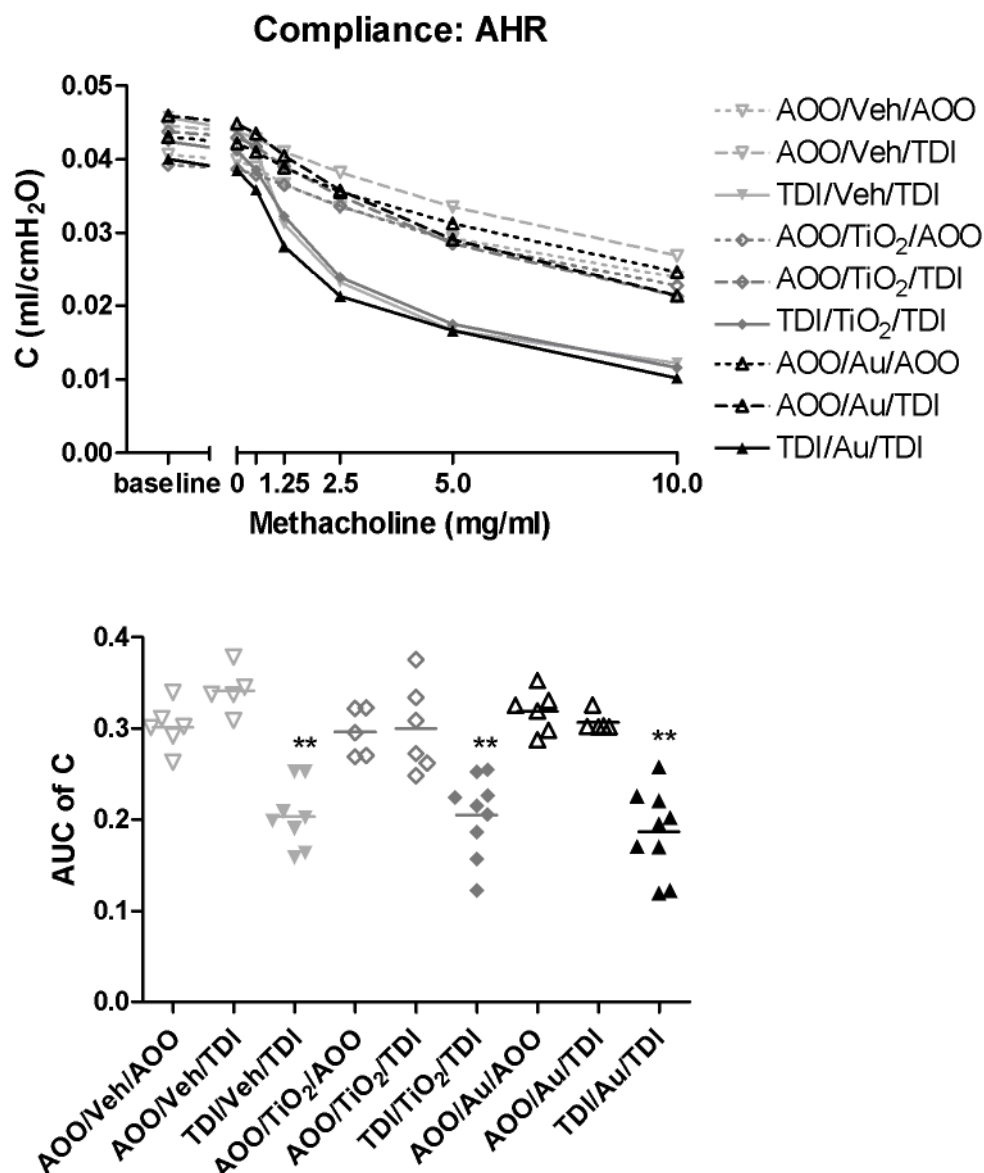 Compliance: AHR
0.05
0.04
0.03
0.02
0.01
0.00
C (ml/cmH₂O)
baseline 0 1.25 2.5 5.0 10.0
Methacholine (mg/ml)
AOO/Veh/AOO
AOO/Veh/TDI
TDI/Veh/TDI
AOO/TiO₂/AOO
AOO/TiO₂/TDI
TDI/TiO₂/TDI
AOO/Au/AOO
AOO/Au/TDI
TDI/Au/TDI
0.4
0.3
0.2
0.1
0.0
AUC of C
** ** **
AOO/Veh/AOO
AOO/Veh/TDI
TDI/Veh/TDI
AOO/TiO₂/AOO
AOO/TiO₂/TDI
TDI/TiO₂/TDI
AOO/Au/AOO
AOO/Au/TDI
TDI/Au/TDI